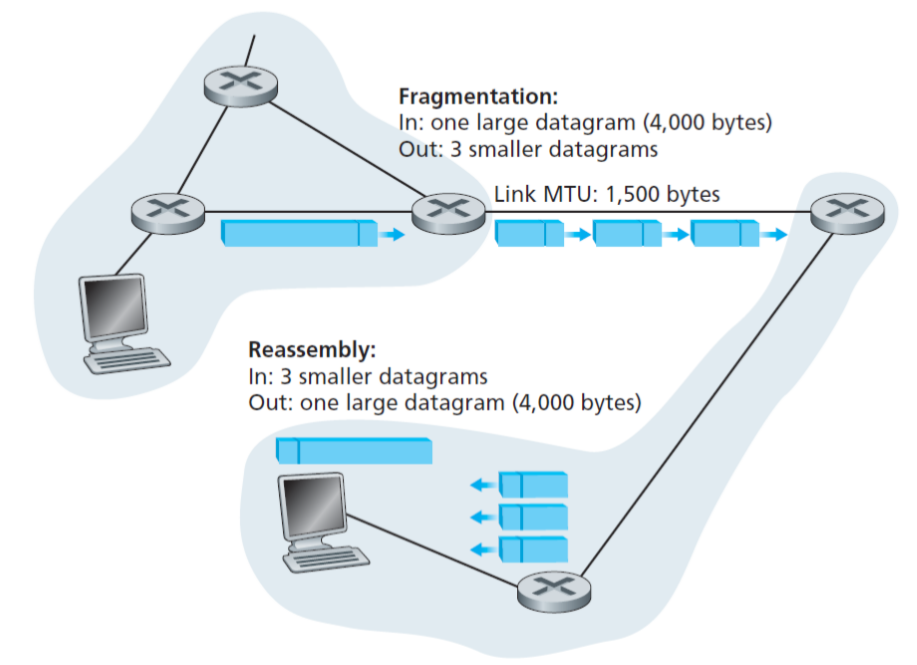 Fragmentation:
In: one large datagram (4,000 bytes)
Out: 3 smaller datagrams
Link MTU: 1,500 bytes
Reassembly:
In: 3 smaller datagrams
Out: one large datagram (4,000 bytes)